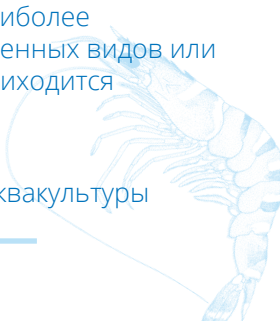 иболее
енных видов или
иходится
квакультуры